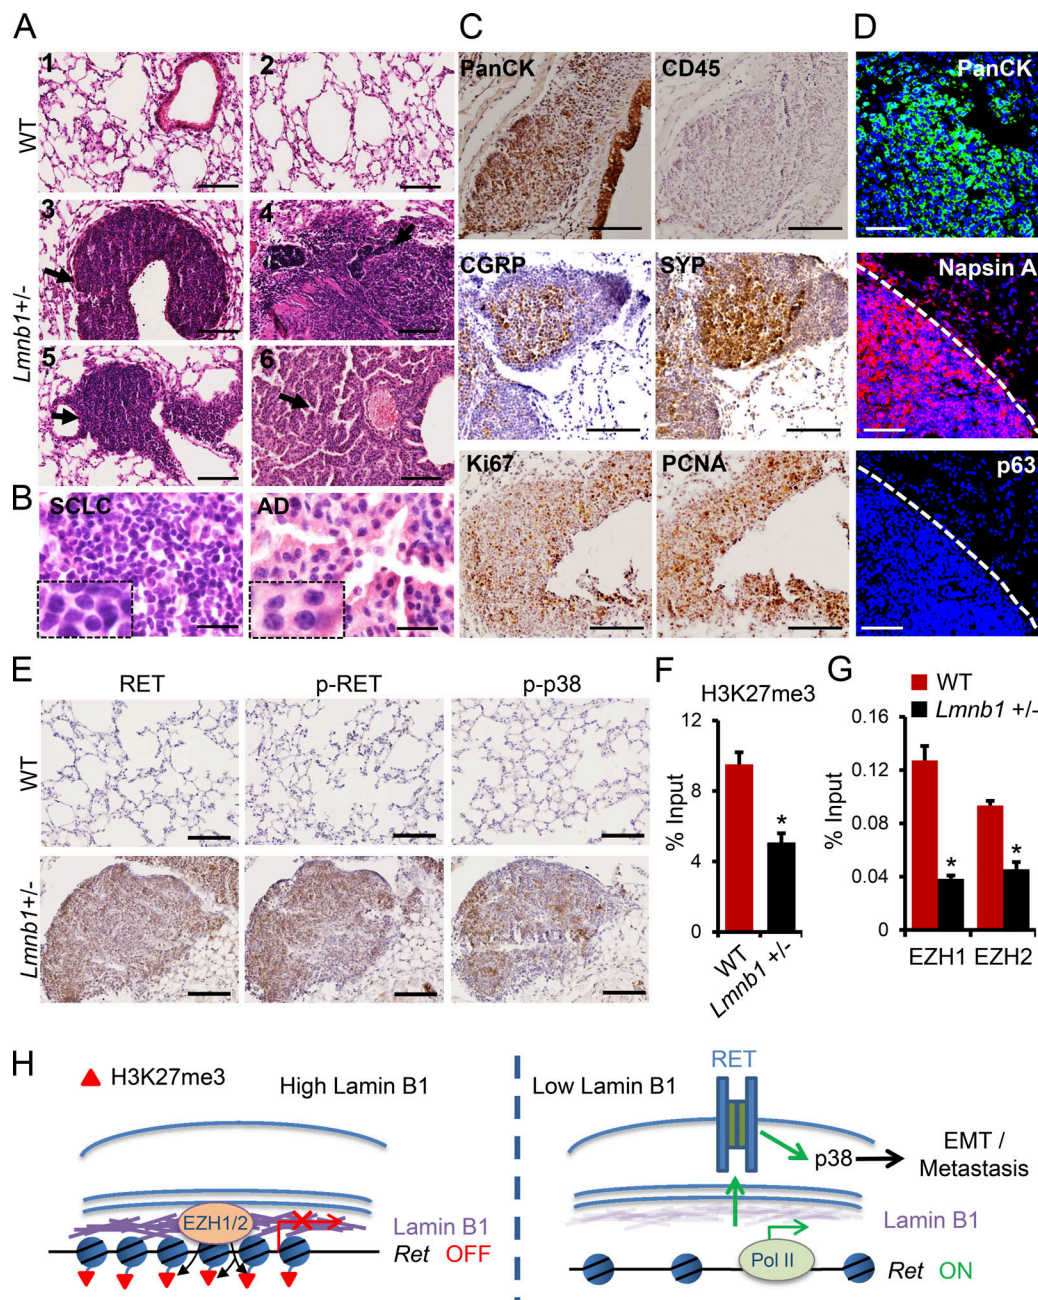 A
WT
1
2
Lmnb1+/-
3
4
5
6
B
SCLC
AD
C
PanCK
CD45
CGRP
SYP
Ki67
PCNA
D
PanCK
Napsin A
p63
E
RET
p-RET
p-p38
WT
Lmnb1+/-
F
H3K27me3
% Input
12
8
4
0
WT
Lmnb1 +/-
*
G
WT
Lmnb1 +/-
% Input
0.16
0.12
0.08
0.04
0
*
*
EZH1 EZH2
H
H3K27me3
High Lamin B1
EZH1/2
Lamin B1
Ret OFF
Low Lamin B1
RET
p38
EMT /
Metastasis
Lamin B1
Pol II
Ret ON